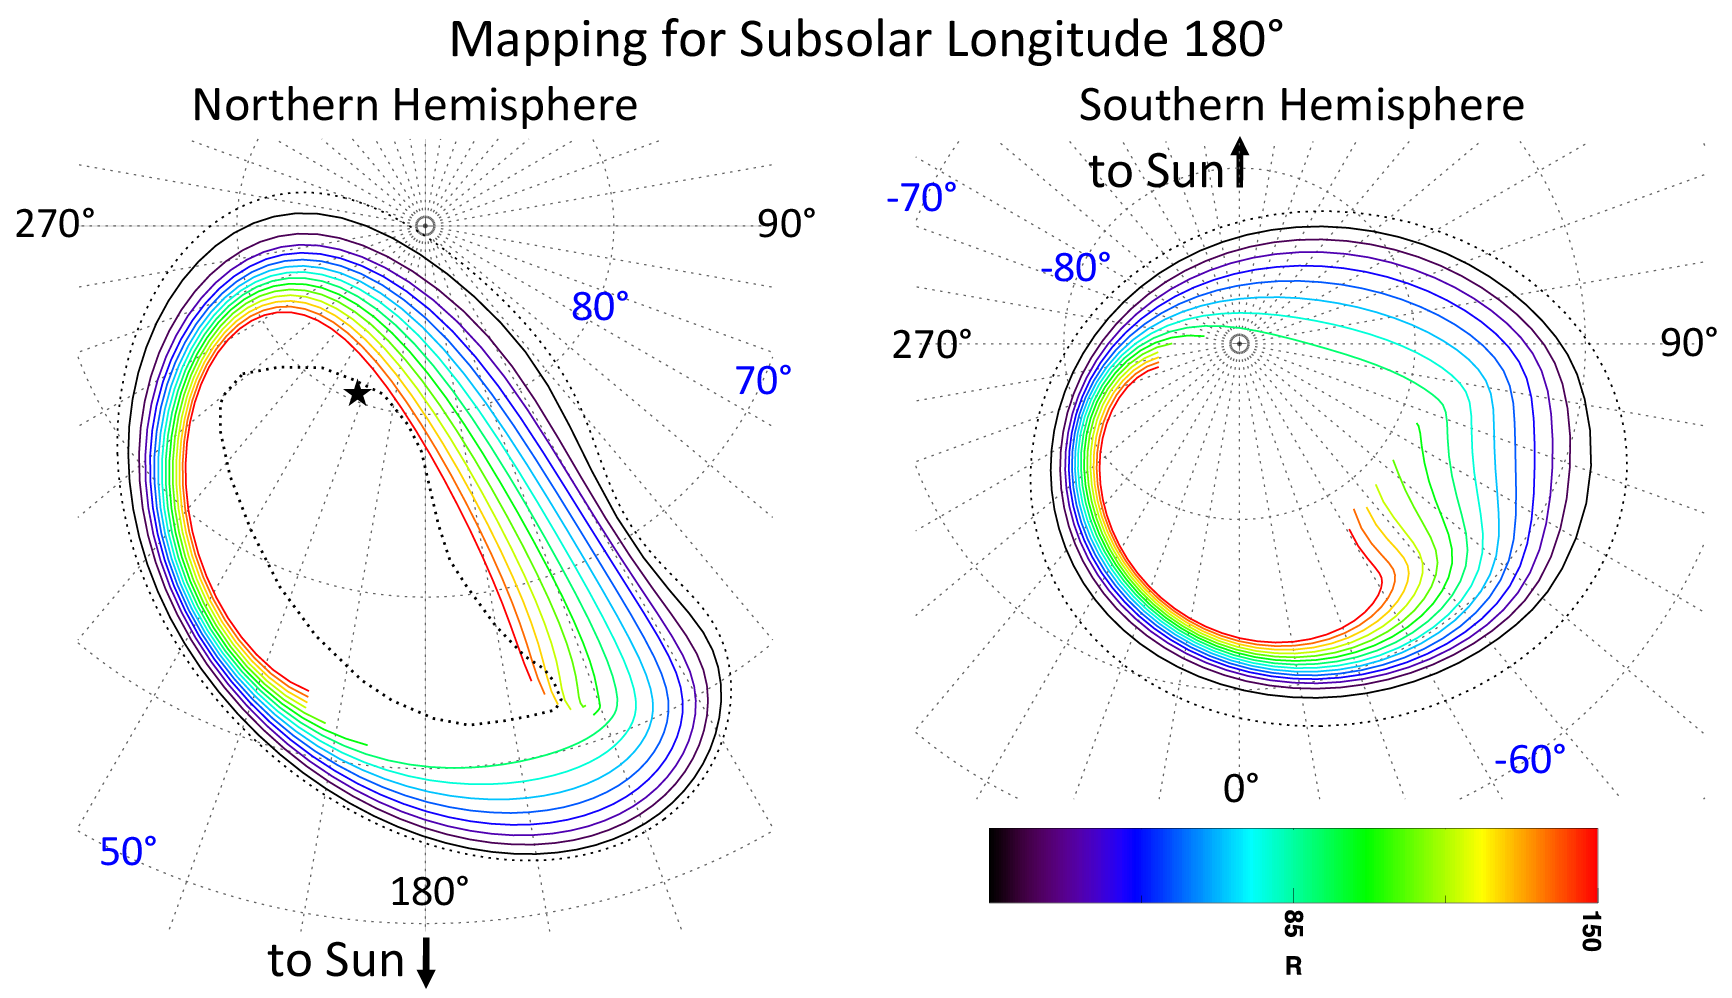 Mapping for Subsolar Longitude 180°
Northern Hemisphere
270°
90°
80°
70°
50°
180°
to Sun
Southern Hemisphere
to Sun
-70°
-80°
270°
90°
-60°
0°
85
150
R